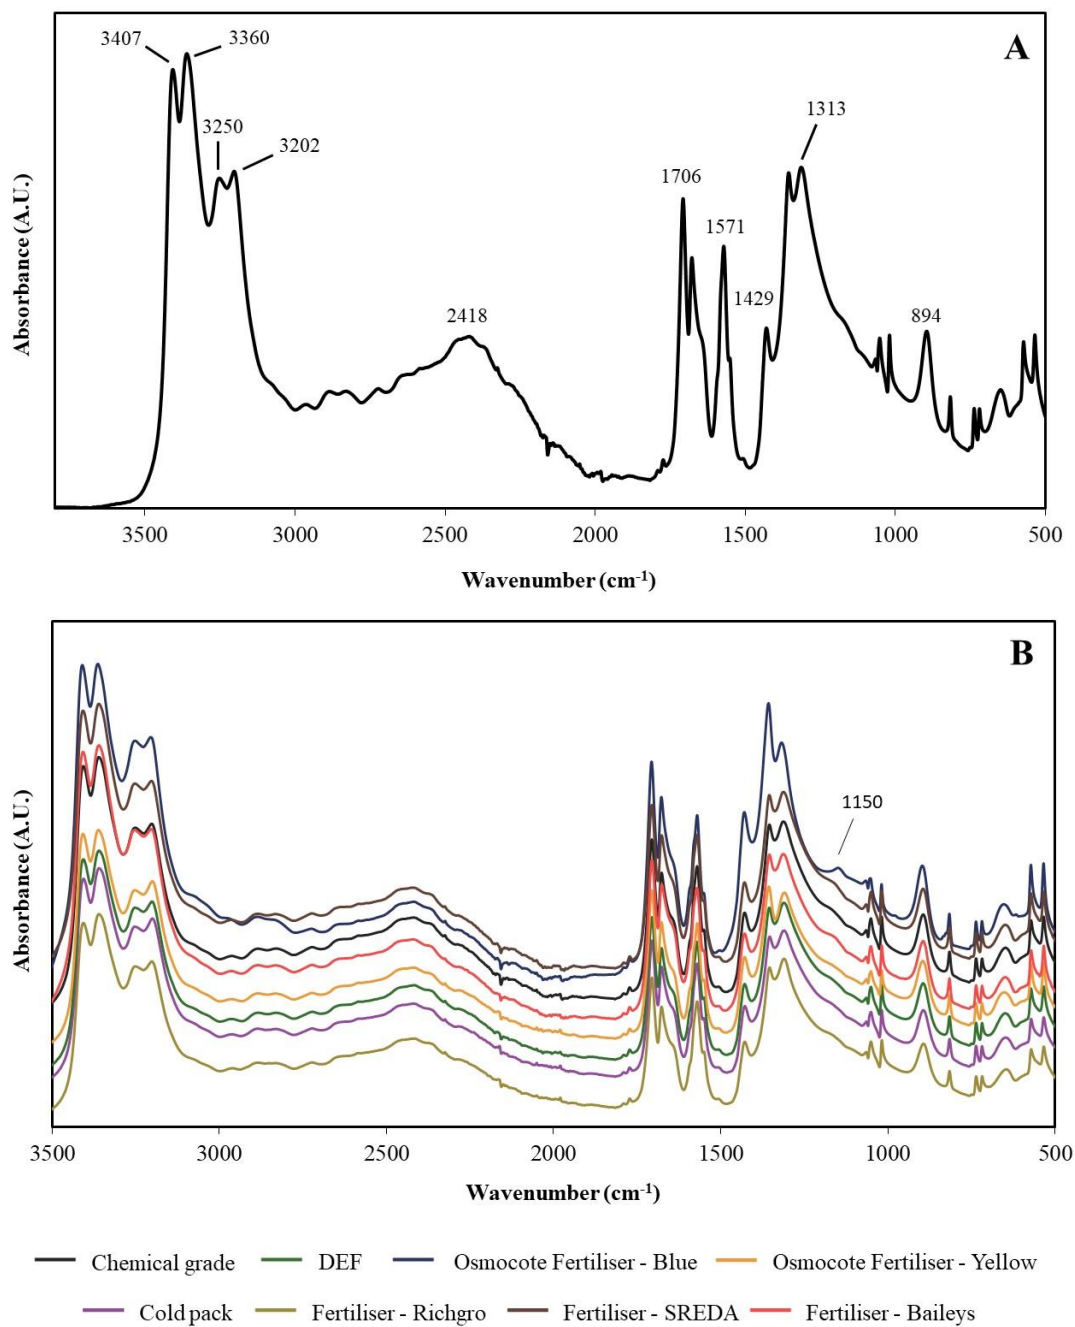 A
3407
3360
3250
3202
2418
1706
1571
1429
1313
894
Absorbance (A.U.)
3500 3000 2500 2000 1500 1000 500
Wavenumber (cm⁻¹)
B
1150
Absorbance (A.U.)
3500 3000 2500 2000 1500 1000 500
Wavenumber (cm⁻¹)
Chemical grade DEF Osmocote Fertiliser - Blue Osmocote Fertiliser - Yellow
Cold pack Fertiliser - Richgro Fertiliser - SREDA Fertiliser - Baileys